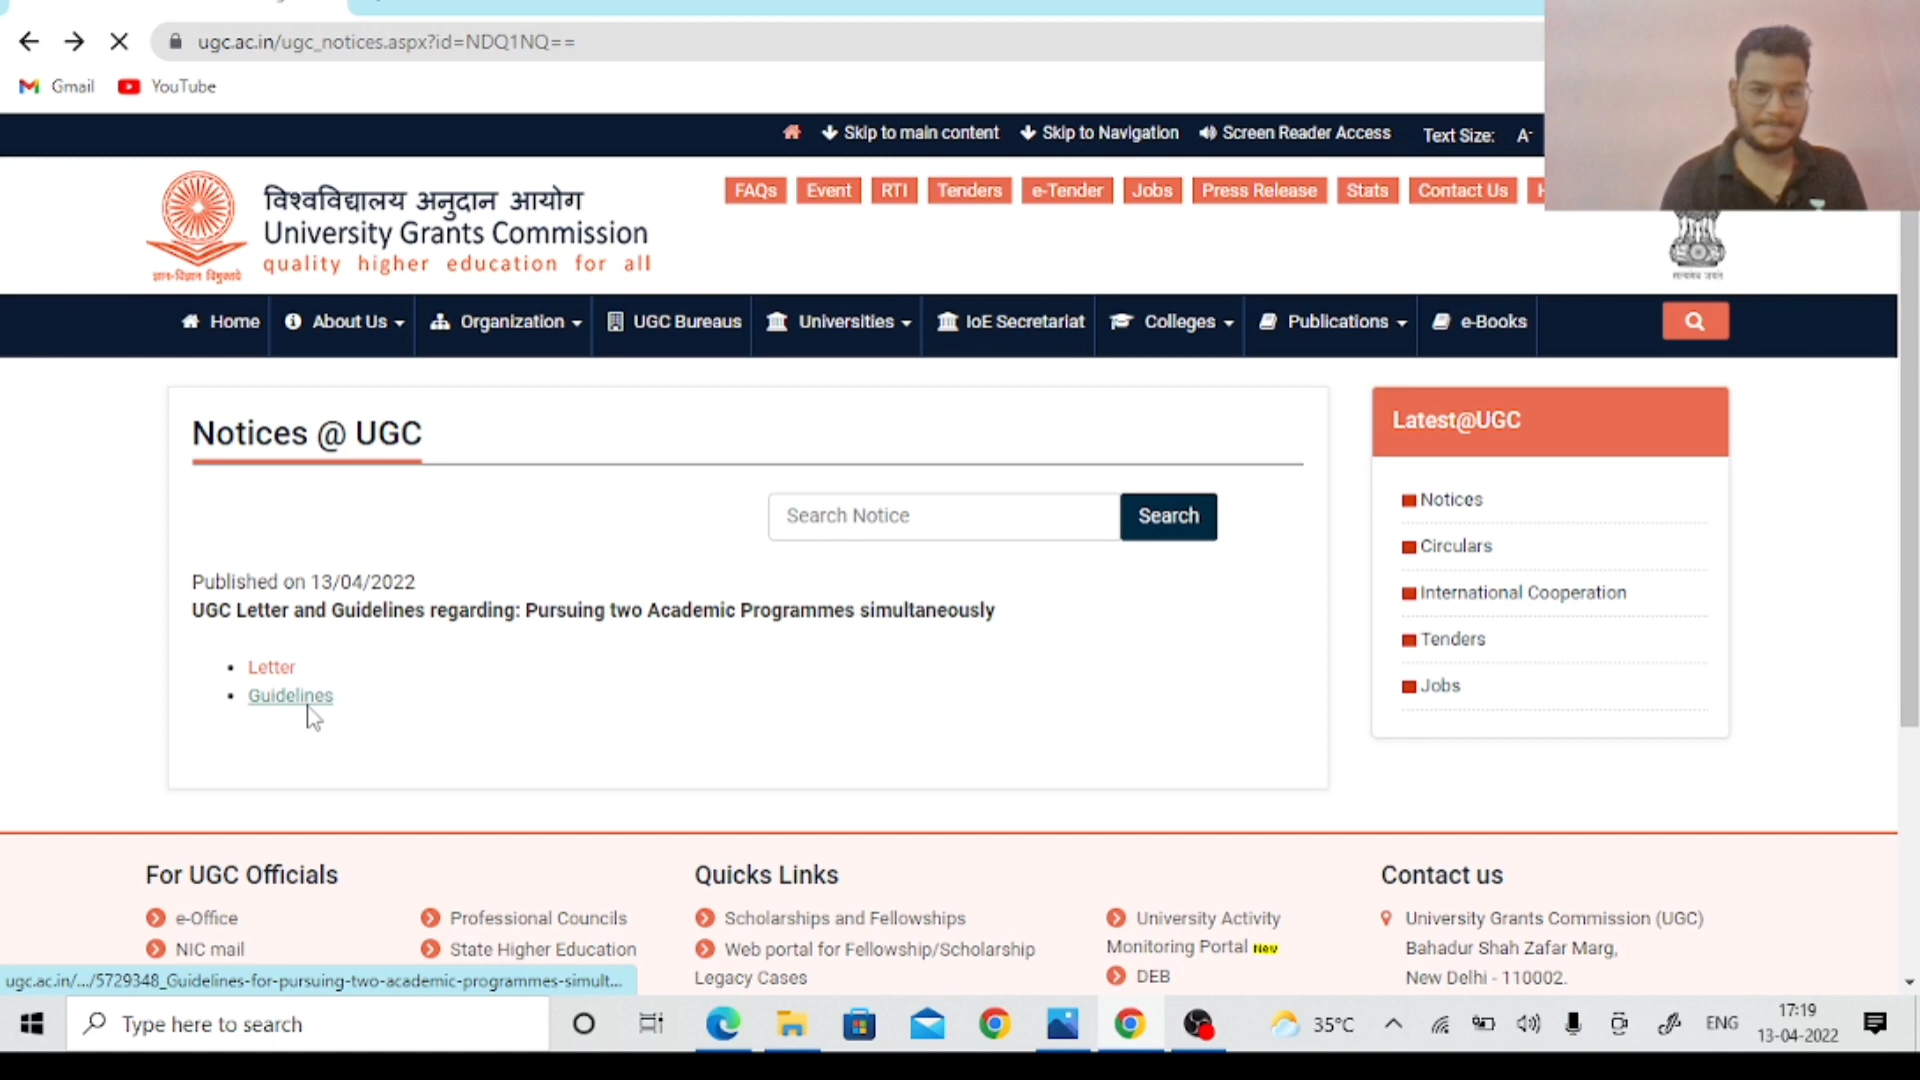 ugc.ac.in/ugc_notices.aspx?id=NDQ1NQ==
Gmail YouTube
Skip to main content Skip to Navigation Screen Reader Access Text Size: A-
विश्वविद्यालय अनुदान आयोग
University Grants Commission
quality higher education for all
ज्ञान-विज्ञान विमुक्तये
FAQs Event RTI Tenders e-Tender Jobs Press Release Stats Contact Us H
सत्यमेव जयते
Home About Us Organization UGC Bureaus Universities IoE Secretariat Colleges Publications e-Books
Notices @ UGC
Search Notice Search
Published on 13/04/2022
UGC Letter and Guidelines regarding: Pursuing two Academic Programmes simultaneously
• Letter
• Guidelines
Latest@UGC
Notices
Circulars
International Cooperation
Tenders
Jobs
For UGC Officials
e-Office
NIC mail
Professional Councils
State Higher Education
Quicks Links
Scholarships and Fellowships
Web portal for Fellowship/Scholarship
Legacy Cases
University Activity
Monitoring Portal New
DEB
Contact us
University Grants Commission (UGC)
Bahadur Shah Zafar Marg,
New Delhi - 110002.
ugc.ac.in/.../5729348_Guidelines-for-pursuing-two-academic-programmes-simult...
Type here to search
35°C ENG
17:19
13-04-2022